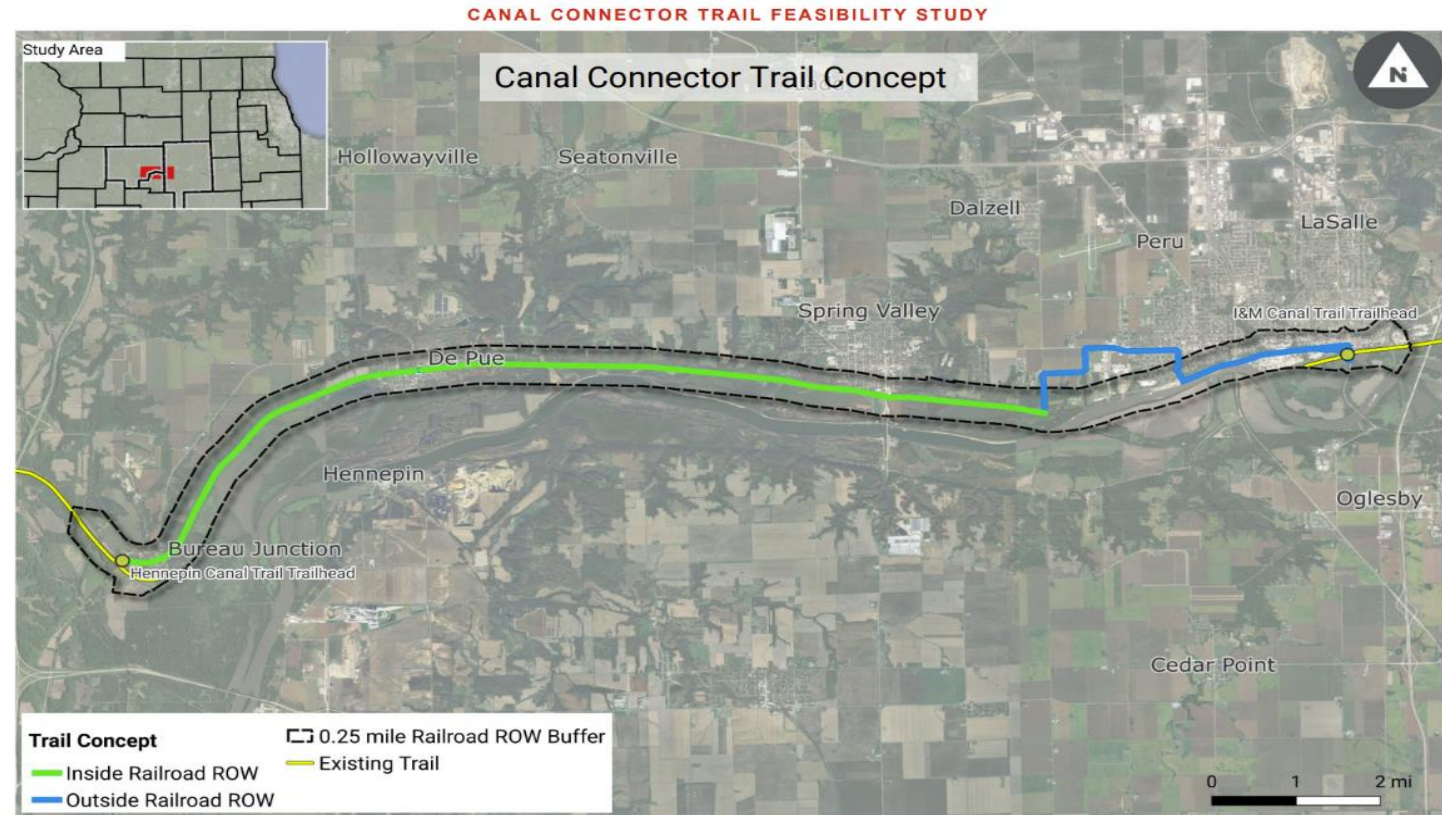 CANAL CONNECTOR TRAIL FEASIBILITY STUDY
Study Area
Canal Connector Trail Concept
N
Hollowayville
Seatonville
Dalzell
LaSalle
Peru
Spring Valley
I&M Canal Trail Trailhead
De Pue
Hennepin
Oglesby
Bureau Junction
Hennepin Canal Trail Trailhead
Cedar Point
Trail Concept
Inside Railroad ROW
Outside Railroad ROW
0.25 mile Railroad ROW Buffer
Existing Trail
0 1 2 mi